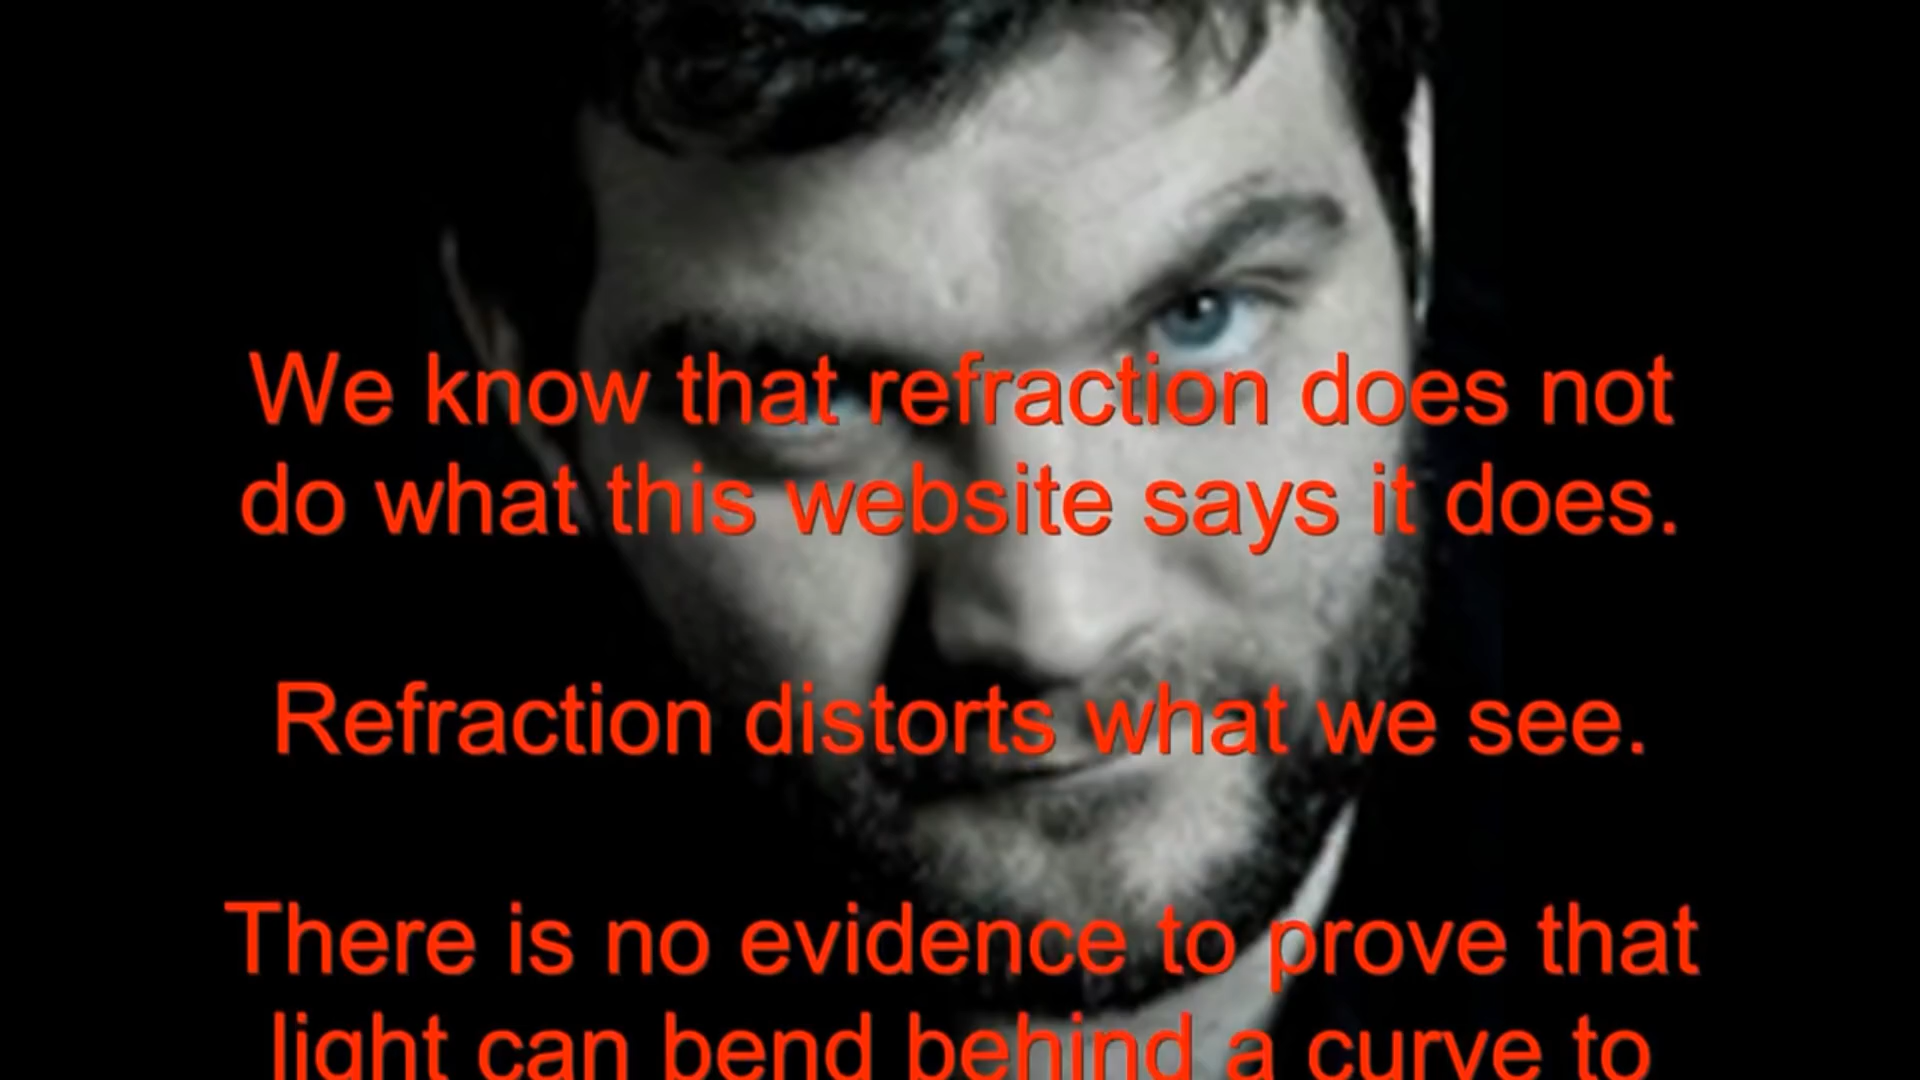 We know that refraction does not
do what this website says it does.
Refraction distorts what we see.
There is no evidence to prove that
light can bend behind a curve to